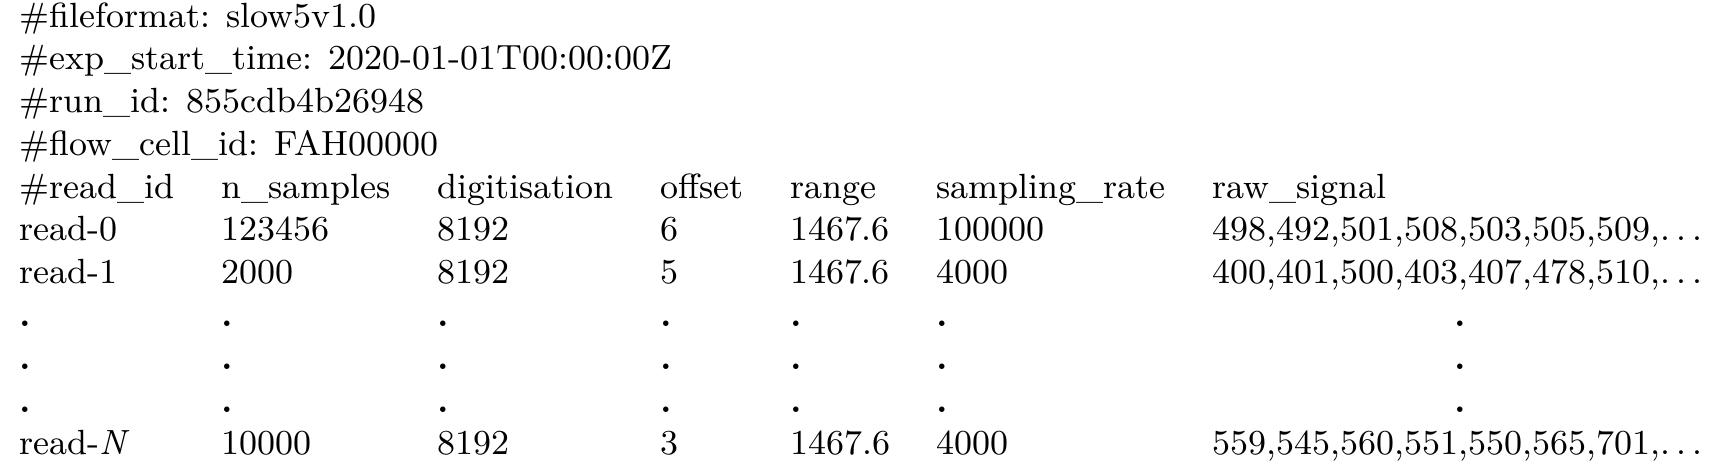 #fileformat: slow5v1.0
#exp_start_time: 2020-01-01T00:00:00Z
#run_id: 855cdb4b26948
#flow_cell_id: FAH00000
#read_id n_samples digitisation offset range sampling_rate raw_signal
read-0 123456 8192 6 1467.6 100000 498,492,501,508,503,505,509,...
read-1 2000 8192 5 1467.6 4000 400,401,500,403,407,478,510,...
. . . . . . .
. . . . . . .
. . . . . . .
read-N 10000 8192 3 1467.6 4000 559,545,560,551,550,565,701,...